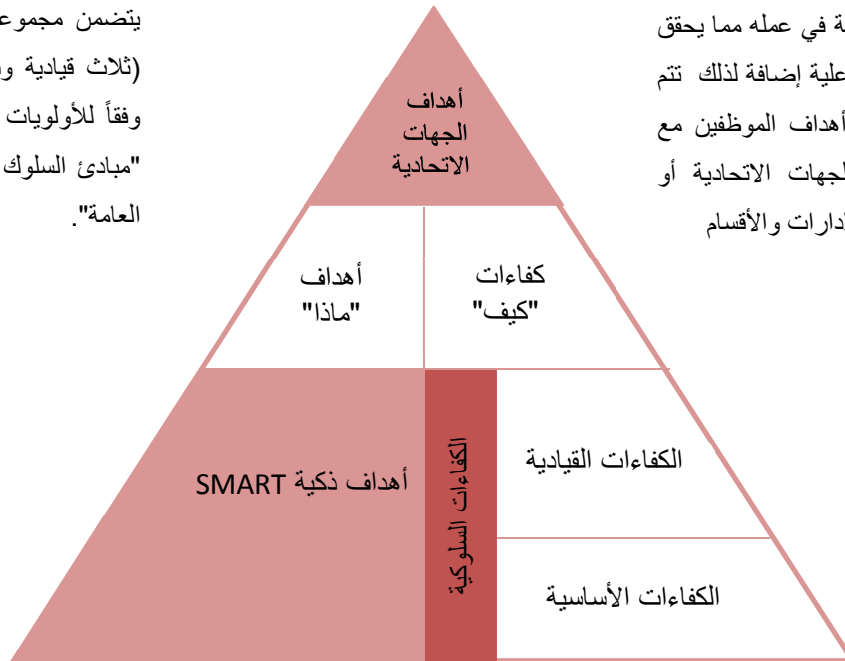 ة في عمله مما يحقق
علية إضافة لذلك تتم
أهداف الموظفين مع
لجهات الاتحادية أو
دارات والأقسام
يتضمن مجموع
(ثلاث قيادية و
وفقاً للأولويات
"مبادئ السلوك
العامة".
أهداف
الجهات
الاتحادية
كفاءات
"كيف"
أهداف
"ماذا"
الكفاءات القيادية
الكفاءات السلوكية
أهداف ذكية SMART
الكفاءات الأساسية